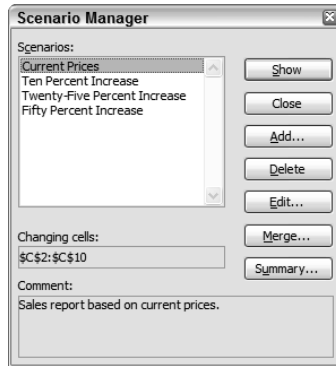 Scenario Manager
Scenarios:
Current Prices
Ten Percent Increase
Twenty-Five Percent Increase
Fifty Percent Increase
Show
Close
Add...
Delete
Edit...
Merge...
Summary...
Changing cells:
$C$2:$C$10
Comment:
Sales report based on current prices.